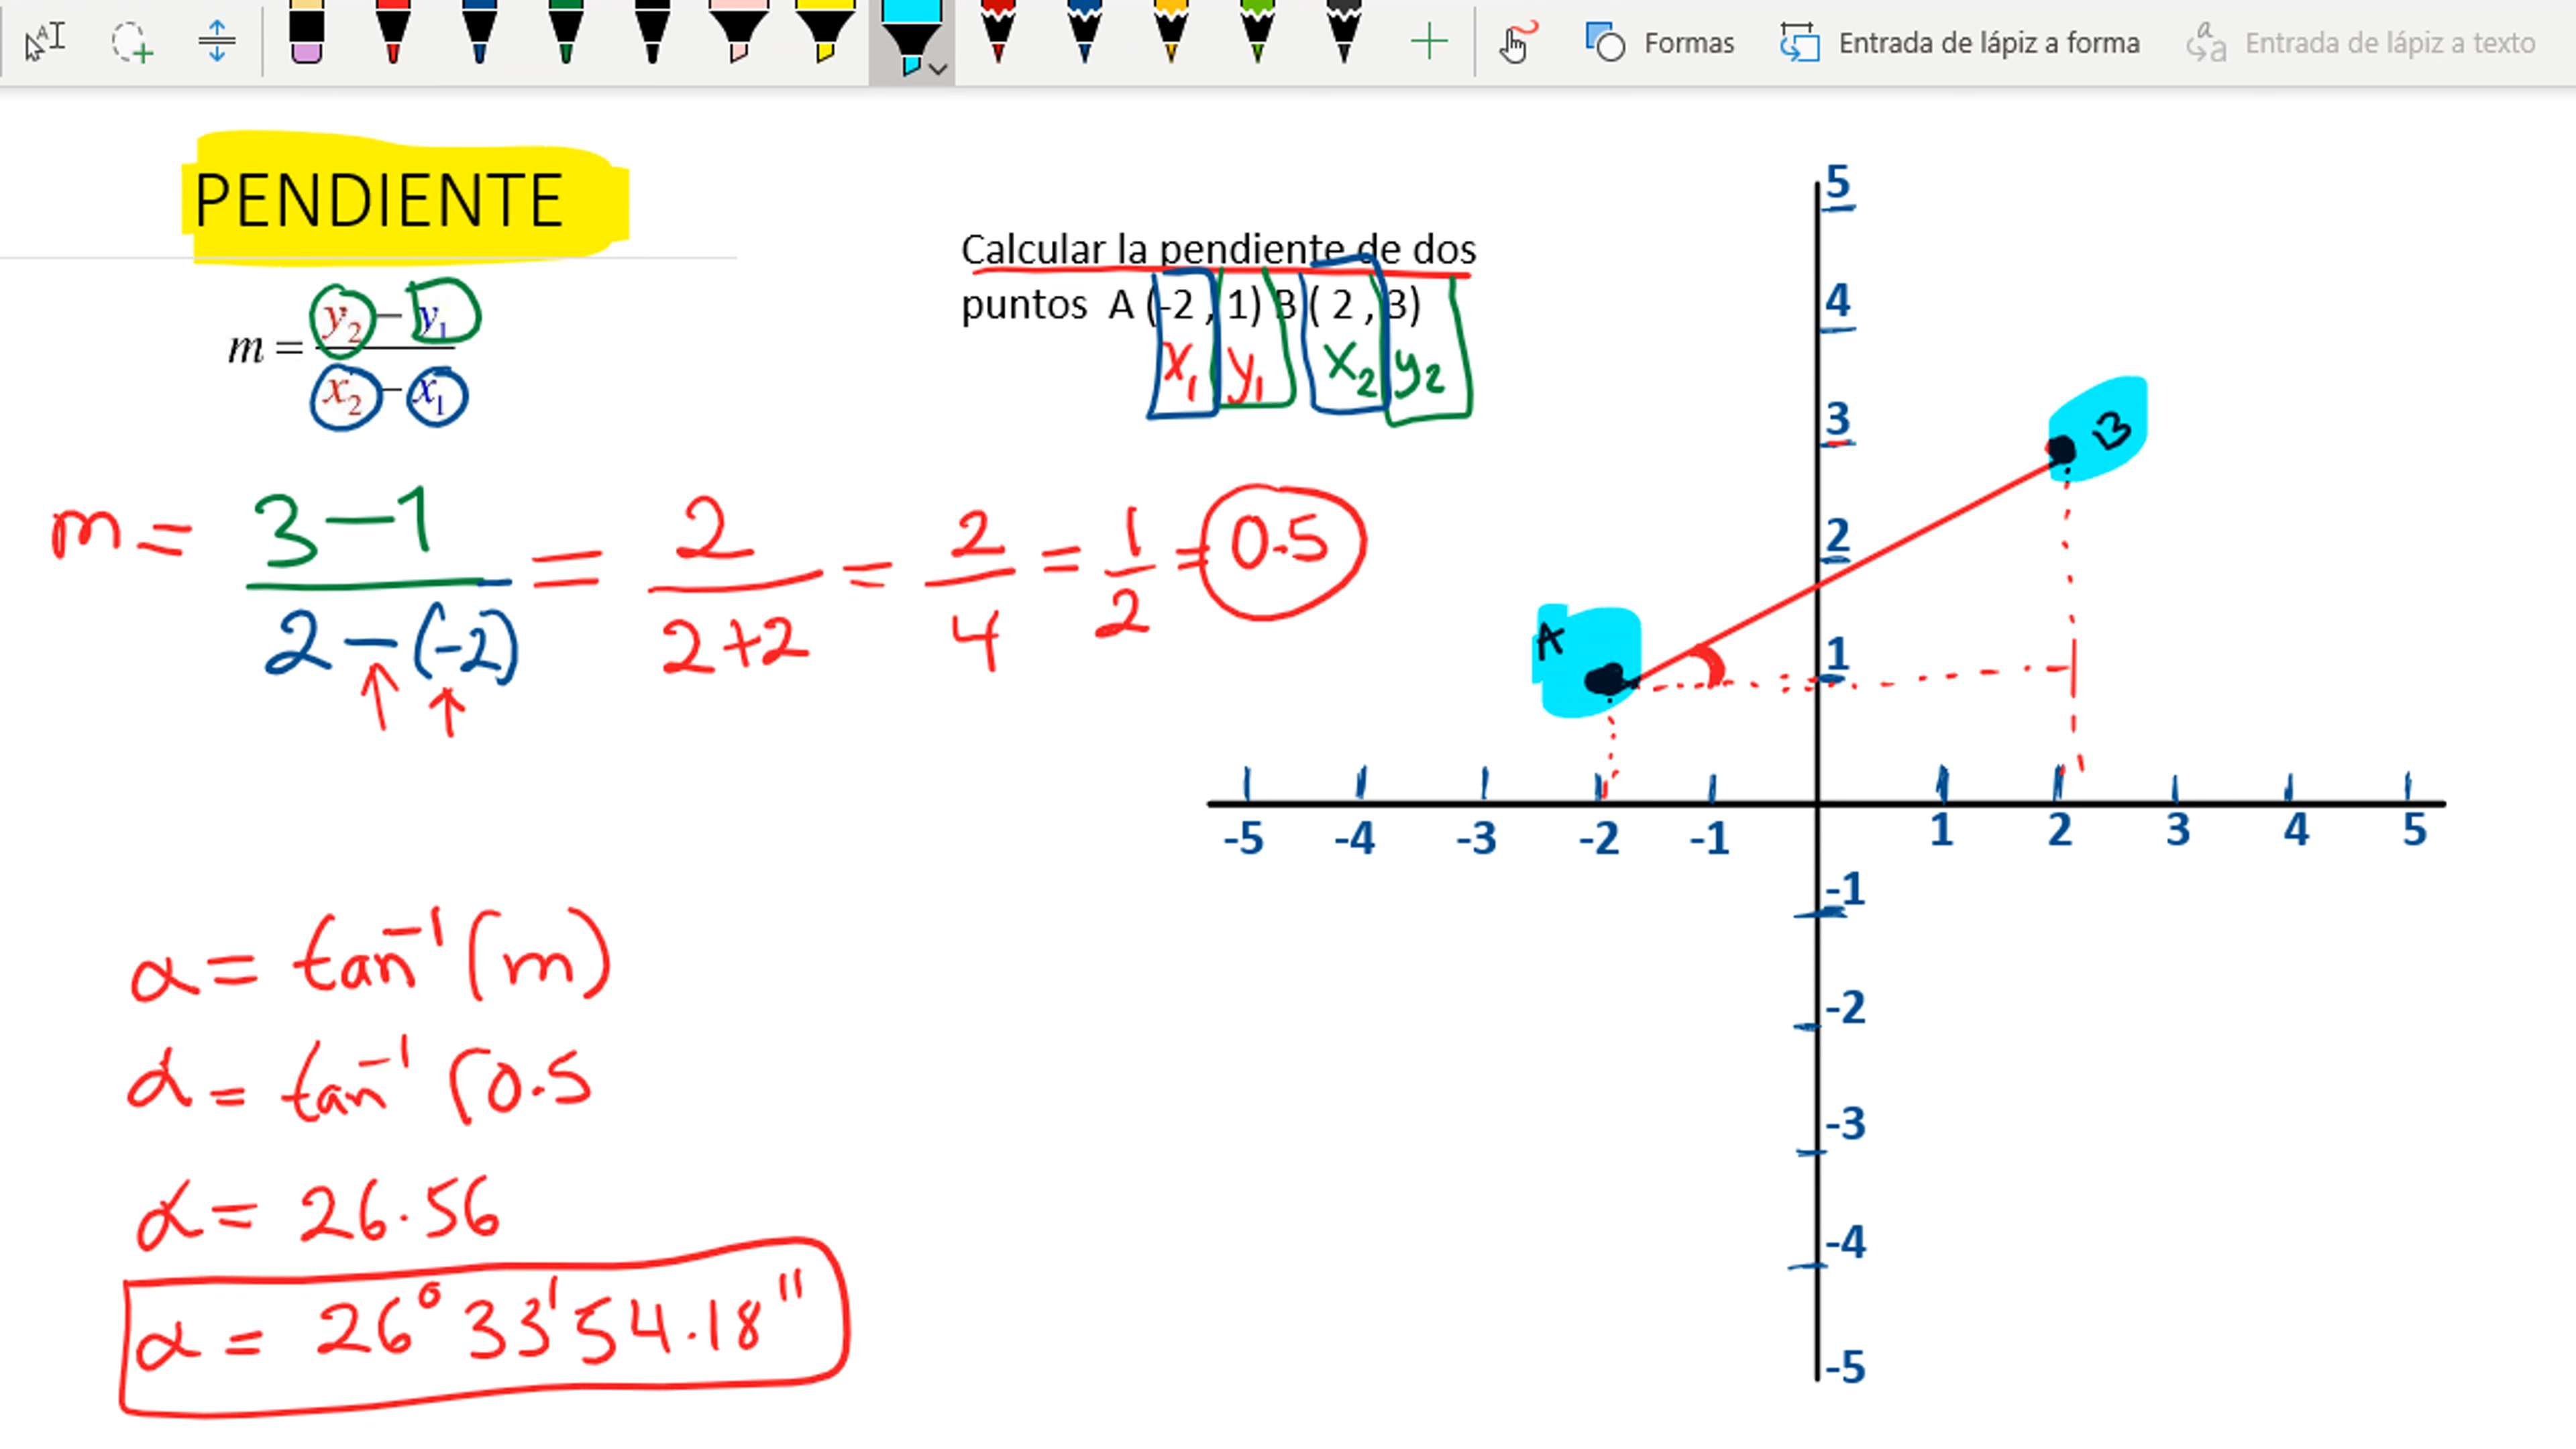 Formas Entrada de lápiz a forma Entrada de lápiz a texto
PENDIENTE
m = y₂ − y₁ / x₂ − x₁
Calcular la pendiente de dos
puntos A (-2 , 1) B ( 2 , 3)
x₁ y₁ x₂ y₂
m = 3 − 1 / 2 − (-2) = 2 / 2+2 = 2/4 = 1/2 = 0.5
α = tan⁻¹ (m)
α = tan⁻¹ (0.5
α = 26.56
α = 26° 33' 54.18"
5
4
3
2
1
A
B
-5 -4 -3 -2 -1 1 2 3 4 5
-1
-2
-3
-4
-5